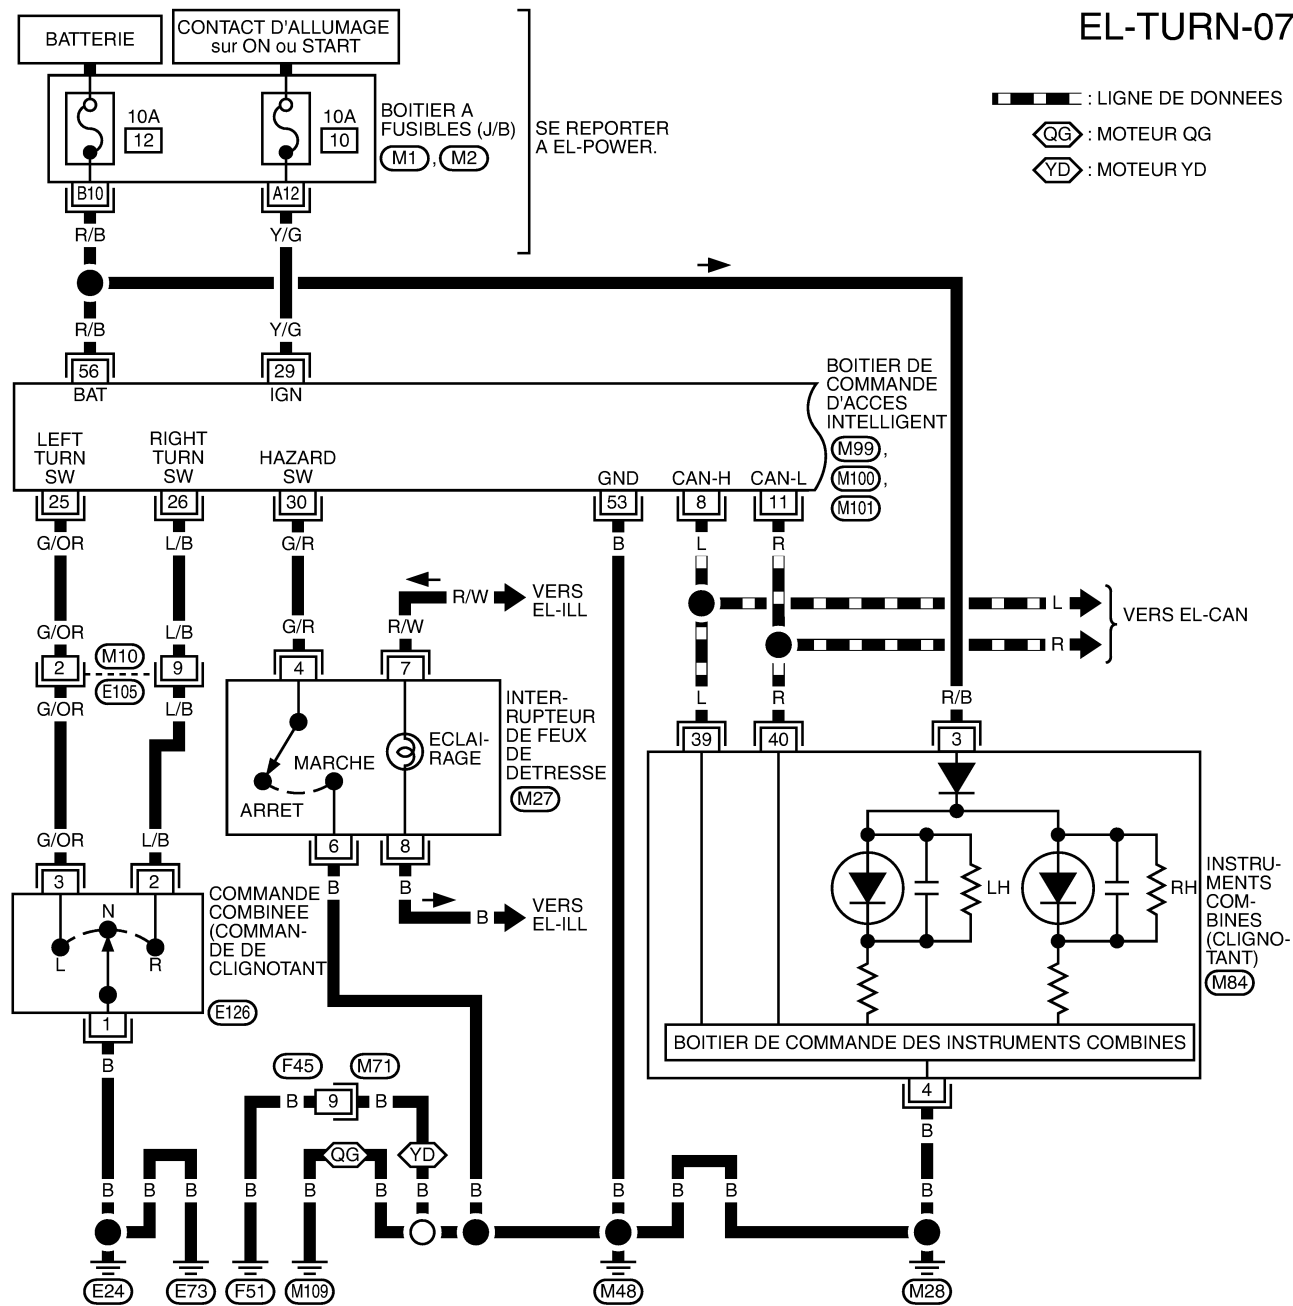 EL-TURN-07
BATTERIE
CONTACT D'ALLUMAGE
sur ON ou START
: LIGNE DE DONNEES
QG : MOTEUR QG
YD : MOTEUR YD
10A
12
10A
10
BOITIER A
FUSIBLES (J/B)
M1 , M2
SE REPORTER
A EL-POWER.
B10
A12
R/B
Y/G
R/B
Y/G
56
29
BAT
IGN
BOITIER DE
COMMANDE
D'ACCES
INTELLIGENT
M99 ,
M100 ,
M101
LEFT
TURN
SW
RIGHT
TURN
SW
HAZARD
SW
GND
CAN-H
CAN-L
25
26
30
53
8
11
G/OR
L/B
G/R
B
L
R
R/W
VERS
EL-ILL
L
R
VERS EL-CAN
G/OR
L/B
G/R
R/W
2
M10
E105
9
4
7
G/OR
L/B
L
R
R/B
39
40
3
MARCHE
ARRET
ECLAI-
RAGE
INTER-
RUPTEUR
DE FEUX
DE
DETRESSE
M27
G/OR
L/B
6
8
3
2
B
B
B
VERS
EL-ILL
N
L
R
COMMANDE
COMBINEE
(COMMAN-
DE DE
CLIGNOTANT
E126
1
B
LH
RH
INSTRU-
MENTS
COM-
BINES
(CLIGNO-
TANT)
M84
BOITIER DE COMMANDE DES INSTRUMENTS COMBINES
4
B
F45
M71
B
9
B
QG
YD
B
B
B
B
B
B
B
B
B
B
B
B
B
E24
E73
F51
M109
M48
M28